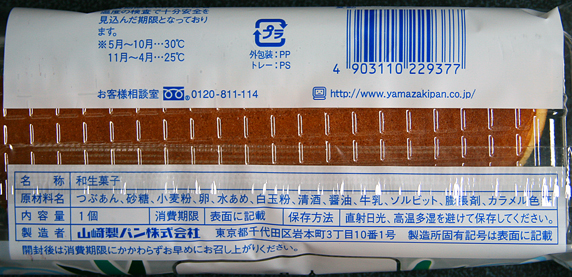 温度の検査で十分安全を
見込んだ期限となっており
ます。
※5月〜10月…30℃
11月〜4月…25℃
プラ
外包装:PP
トレー:PS
4 903110 229377
お客様相談室 0120-811-114
http://www.yamazakipan.co.jp/
名称 和生菓子
原材料名 つぶあん、砂糖、小麦粉、卵、水あめ、白玉粉、清酒、醤油、牛乳、ソルビット、膨張剤、カラメル色
内容量 1個 消費期限 表面に記載 保存方法 直射日光、高温多湿を避けて保存してください。
製造者 山崎製パン株式会社 東京都千代田区岩本町3丁目10番1号 製造所固有記号は表面に記載
開封後は消費期限にかかわらずお早めにお召し上がりください。